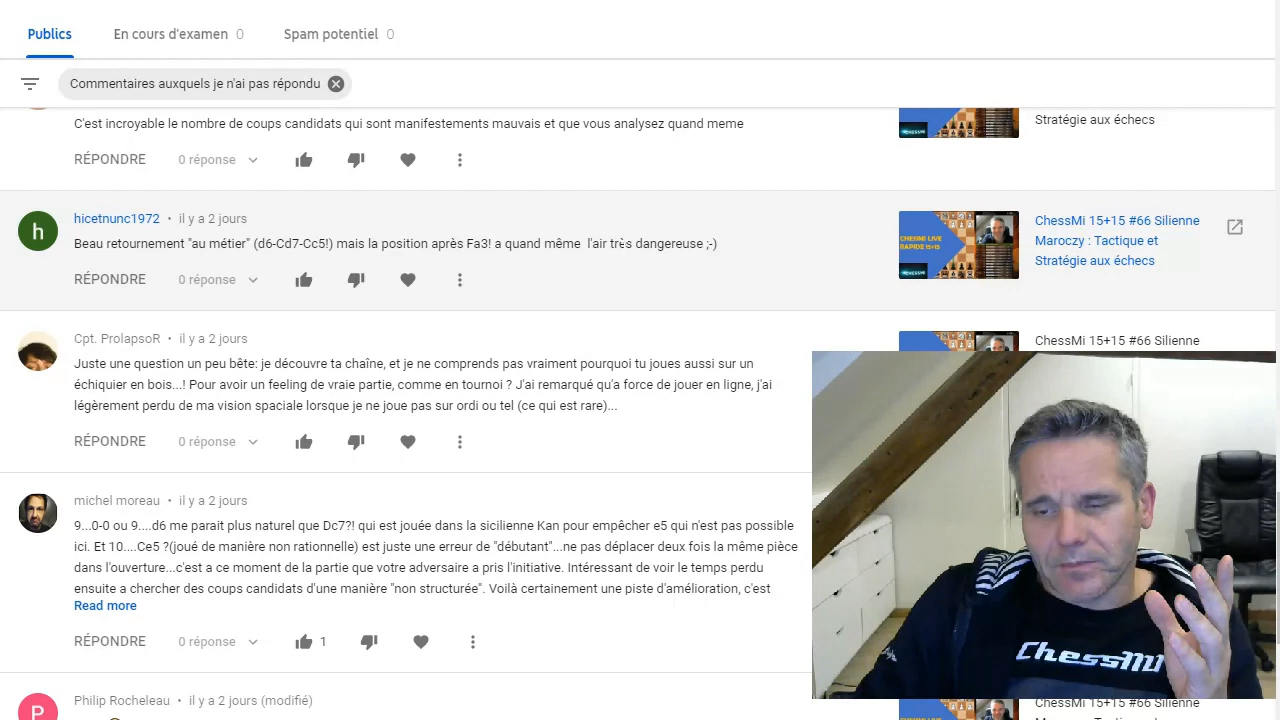 Publics
En cours d'examen 0
Spam potentiel 0
Commentaires auxquels je n'ai pas répondu
C'est incroyable le nombre de coups candidats qui sont manifestement mauvais et que vous analysez quand m
RÉPONDRE 0 réponse
Stratégie aux échecs
hicetnunc1972 • il y a 2 jours
Beau retournement (d5-Cd7-Cc5!) mais la position après Fa3! a quand même l'air très dangereuse ;-)
RÉPONDRE 0 réponse
CHESSMI LIVE
RAPIDE 15+15
ChessMi 15+15 #66 Silienne
Maroczy : Tactique et
Stratégie aux échecs
Cpt. ProlapsoR • il y a 2 jours
Juste une question un peu bête: je découvre ta chaîne, et je ne comprends pas vraiment pourquoi tu joues aussi sur un
échiquier en bois...! Pour avoir un feeling de vraie partie, comme en tournoi ? J'ai remarqué qu'a force de jouer en ligne, j'ai
légèrement perdu de ma vision spaciale lorsque je ne joue pas sur ordi ou tel (ce qui est rare)...
RÉPONDRE 0 réponse
ChessMi 15+15 #66 Silienne
michel moreau • il y a 2 jours
9...0-0 ou 9....d6 me parait plus naturel que Dc7?! qui est jouée dans la sicilienne Kan pour empêcher e5 qui n'est pas possible
ici. Et 10....Ce5 ?(joué de manière non rationnelle) est juste une erreur de "débutant"...ne pas déplacer deux fois la même pièce
dans l'ouverture...c'est a ce moment de la partie que votre adversaire a pris l'initiative. Intéressant de voir le temps perdu
ensuite a chercher des coups candidats d'une manière "non structurée". Voilà certainement une piste d'amélioration, c'est
Read more
RÉPONDRE 0 réponse 1
ChessMi
Philip Rocheleau • il y a 2 jours (modifié)
ChessMi 15+15 #66 Silienne